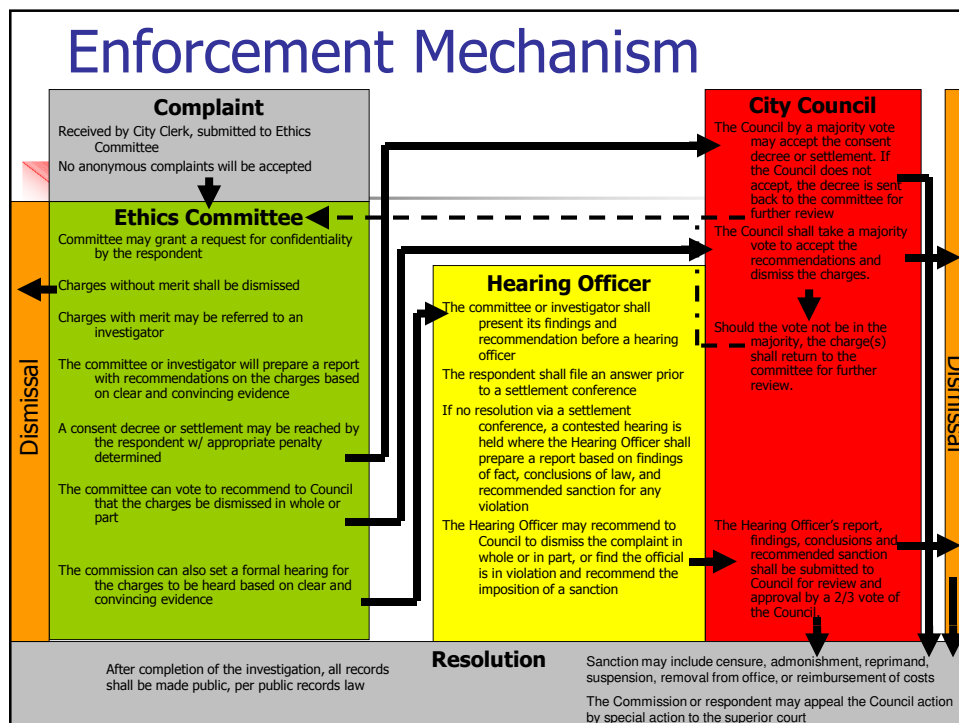 Enforcement Mechanism
Complaint
Received by City Clerk, submitted to Ethics
Committee
No anonymous complaints will be accepted
Ethics Committee
Committee may grant a request for confidentiality
by the respondent
Charges without merit shall be dismissed
Charges with merit may be referred to an
investigator
The committee or investigator will prepare a report
with recommendations on the charges based
on clear and convincing evidence
A consent decree or settlement may be reached by
the respondent w/ appropriate penalty
determined
The committee can vote to recommend to Council
that the charges be dismissed in whole or
part
The commission can also set a formal hearing for
the charges to be heard based on clear and
convincing evidence
Dismissal
Hearing Officer
The committee or investigator shall
present its findings and
recommendation before a hearing
officer
The respondent shall file an answer prior
to a settlement conference
If no resolution via a settlement
conference, a contested hearing is
held where the Hearing Officer shall
prepare a report based on findings
of fact, conclusions of law, and
recommended sanction for any
violation
The Hearing Officer may recommend to
Council to dismiss the complaint in
whole or in part, or find the official
is in violation and recommend the
imposition of a sanction
City Council
The Council by a majority vote
may accept the consent
decree or settlement. If
the Council does not
accept, the decree is sent
back to the committee for
further review
The Council shall take a majority
vote to accept the
recommendations and
dismiss the charges.
Should the vote not be in the
majority, the charge(s)
shall return to the
committee for further
review.
The Hearing Officer's report,
findings, conclusions and
recommended sanction
shall be submitted to
Council for review and
approval by a 2/3 vote of
the Council.
Dismissal
Resolution
After completion of the investigation, all records
shall be made public, per public records law
Sanction may include censure, admonishment, reprimand,
suspension, removal from office, or reimbursement of costs
The Commission or respondent may appeal the Council action
by special action to the superior court